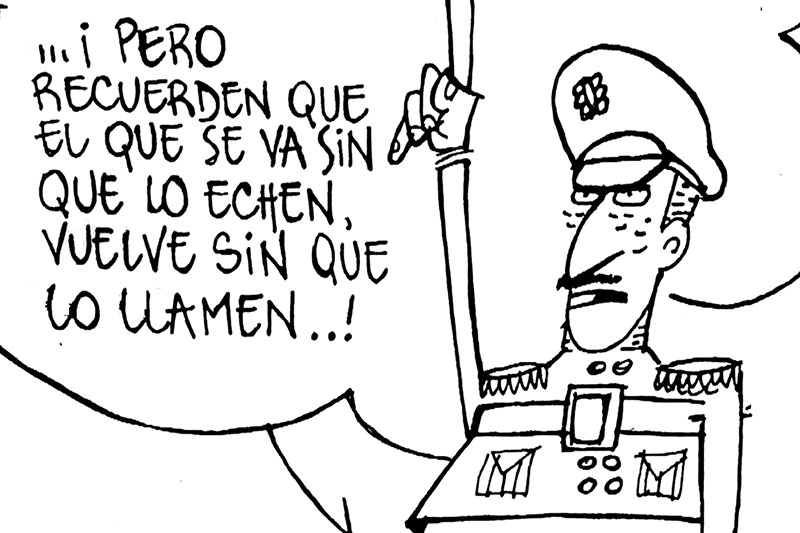 ...¡PERO
RECUERDEN QUE
EL QUE SE VA SIN
QUE LO ECHEN,
VUELVE SIN QUE
LO LLAMEN...!